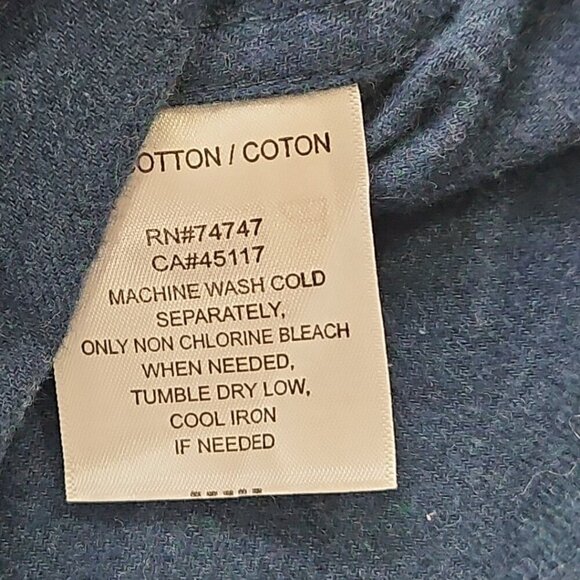 OTTON / COTON
RN#74747
CA#45117
MACHINE WASH COLD
SEPARATELY,
ONLY NON CHLORINE BLEACH
WHEN NEEDED,
TUMBLE DRY LOW,
COOL IRON
IF NEEDED